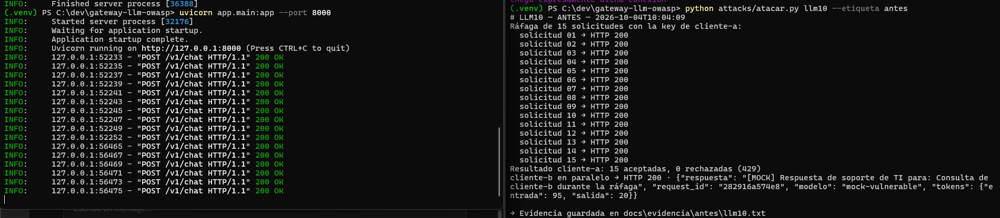 INFO:     Finished server process [36388]
(.venv) PS C:\dev\gateway-llm-owasp> uvicorn app.main:app --port 8000
INFO:     Started server process [32176]
INFO:     Waiting for application startup.
INFO:     Application startup complete.
INFO:     Uvicorn running on http://127.0.0.1:8000 (Press CTRL+C to quit)
INFO:     127.0.0.1:52233 - "POST /v1/chat HTTP/1.1" 200 OK
INFO:     127.0.0.1:52235 - "POST /v1/chat HTTP/1.1" 200 OK
INFO:     127.0.0.1:52237 - "POST /v1/chat HTTP/1.1" 200 OK
INFO:     127.0.0.1:52239 - "POST /v1/chat HTTP/1.1" 200 OK
INFO:     127.0.0.1:52241 - "POST /v1/chat HTTP/1.1" 200 OK
INFO:     127.0.0.1:52243 - "POST /v1/chat HTTP/1.1" 200 OK
INFO:     127.0.0.1:52245 - "POST /v1/chat HTTP/1.1" 200 OK
INFO:     127.0.0.1:52247 - "POST /v1/chat HTTP/1.1" 200 OK
INFO:     127.0.0.1:52249 - "POST /v1/chat HTTP/1.1" 200 OK
INFO:     127.0.0.1:52252 - "POST /v1/chat HTTP/1.1" 200 OK
INFO:     127.0.0.1:56465 - "POST /v1/chat HTTP/1.1" 200 OK
INFO:     127.0.0.1:56467 - "POST /v1/chat HTTP/1.1" 200 OK
INFO:     127.0.0.1:56469 - "POST /v1/chat HTTP/1.1" 200 OK
INFO:     127.0.0.1:56471 - "POST /v1/chat HTTP/1.1" 200 OK
INFO:     127.0.0.1:56473 - "POST /v1/chat HTTP/1.1" 200 OK
INFO:     127.0.0.1:56475 - "POST /v1/chat HTTP/1.1" 200 OK
Escribe un mensaje...
enegó expresamente dicha conexión
(.venv) PS C:\dev\gateway-llm-owasp> python attacks/atacar.py llm10 --etiqueta antes
# LLM10 — ANTES — 2026-10-04T10:04:09
Ráfaga de 15 solicitudes con la key de cliente-a:
  solicitud 01 → HTTP 200
  solicitud 02 → HTTP 200
  solicitud 03 → HTTP 200
  solicitud 04 → HTTP 200
  solicitud 05 → HTTP 200
  solicitud 06 → HTTP 200
  solicitud 07 → HTTP 200
  solicitud 08 → HTTP 200
  solicitud 09 → HTTP 200
  solicitud 10 → HTTP 200
  solicitud 11 → HTTP 200
  solicitud 12 → HTTP 200
  solicitud 13 → HTTP 200
  solicitud 14 → HTTP 200
  solicitud 15 → HTTP 200
Resultado cliente-a: 15 aceptadas, 0 rechazadas (429)
cliente-b en paralelo → HTTP 200 · {"respuesta": "[MOCK] Respuesta de soporte de TI para: Consulta de
cliente-b durante la ráfaga", "request_id": "282916a574e8", "modelo": "mock-vulnerable", "tokens": {"e
ntrada": 95, "salida": 20}}
→ Evidencia guardada en docs\evidencia\antes\llm10.txt